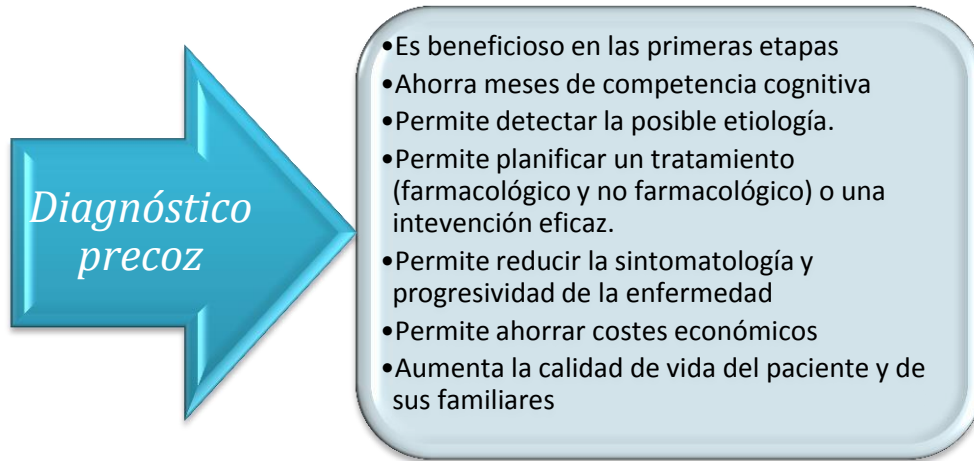 Diagnóstico
precoz
•Es beneficioso en las primeras etapas
•Ahorra meses de competencia cognitiva
•Permite detectar la posible etiología.
•Permite planificar un tratamiento
(farmacológico y no farmacológico) o una
intevención eficaz.
•Permite reducir la sintomatología y
progresividad de la enfermedad
•Permite ahorrar costes económicos
•Aumenta la calidad de vida del paciente y de
sus familiares